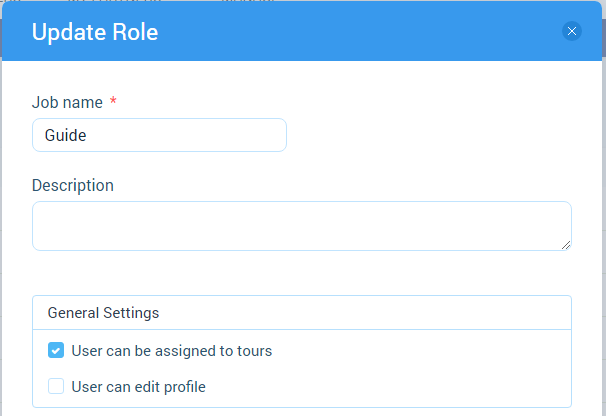 Update Role
Job name *
Guide
Description
General Settings
User can be assigned to tours
User can edit profile